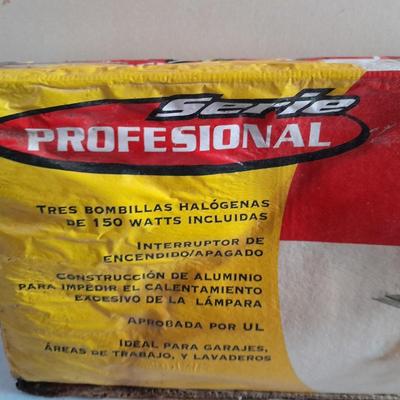 Serie
PROFESIONAL
TRES BOMBILLAS HALÓGENAS
DE 150 WATTS INCLUIDAS
INTERRUPTOR DE
ENCENDIDO/APAGADO
CONSTRUCCIÓN DE ALUMINIO
PARA IMPEDIR EL CALENTAMIENTO
EXCESIVO DE LA LÁMPARA
APROBADA POR UL
IDEAL PARA GARAJES,
ÁREAS DE TRABAJO, Y LAVADEROS